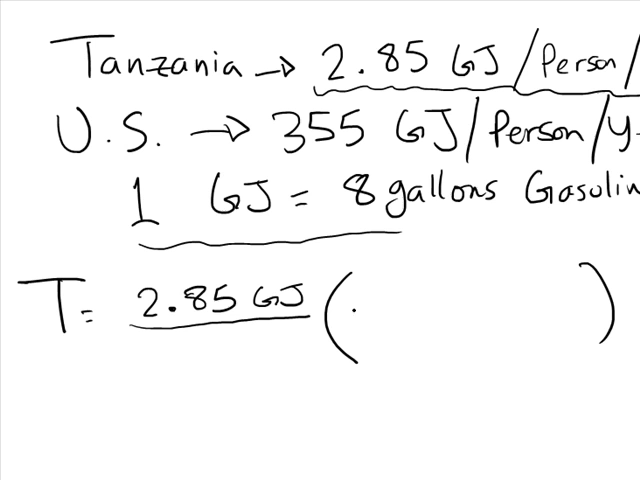 Tanzania → 2.85 GJ/Person/
U.S. → 355 GJ/Person/y
1 GJ = 8 gallons Gasolin
T = 2.85 GJ ( )